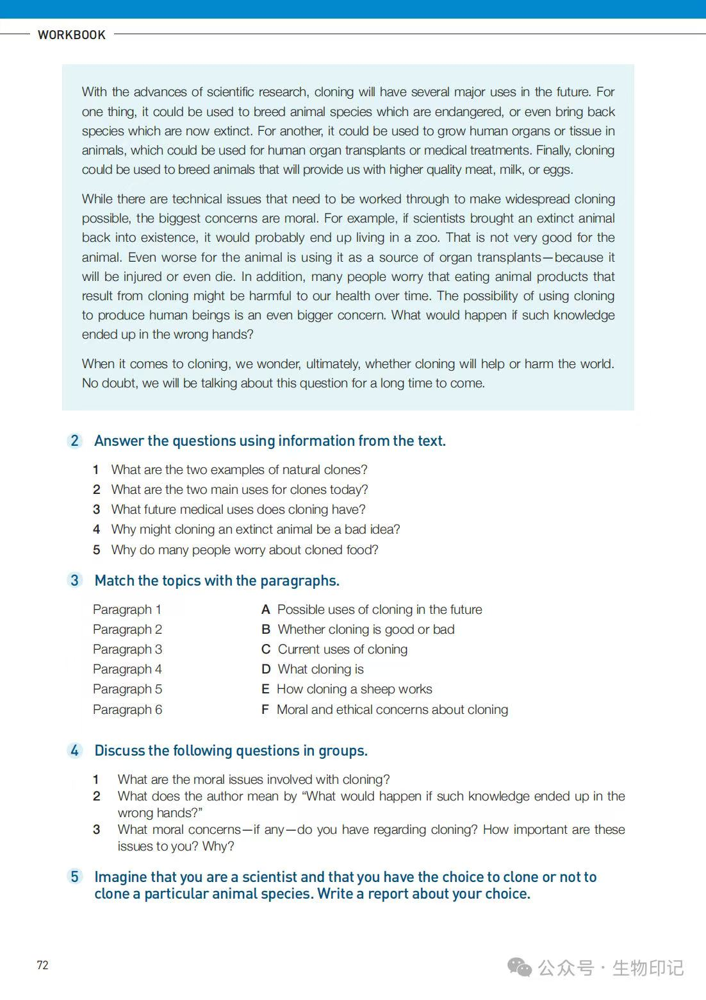 WORKBOOK
With the advances of scientific research, cloning will have several major uses in the future. For
one thing, it could be used to breed animal species which are endangered, or even bring back
species which are now extinct. For another, it could be used to grow human organs or tissue in
animals, which could be used for human organ transplants or medical treatments. Finally, cloning
could be used to breed animals that will provide us with higher quality meat, milk, or eggs.
While there are technical issues that need to be worked through to make widespread cloning
possible, the biggest concerns are moral. For example, if scientists brought an extinct animal
back into existence, it would probably end up living in a zoo. That is not very good for the
animal. Even worse for the animal is using it as a source of organ transplants—because it
will be injured or even die. In addition, many people worry that eating animal products that
result from cloning might be harmful to our health over time. The possibility of using cloning
to produce human beings is an even bigger concern. What would happen if such knowledge
ended up in the wrong hands?
When it comes to cloning, we wonder, ultimately, whether cloning will help or harm the world.
No doubt, we will be talking about this question for a long time to come.
2 Answer the questions using information from the text.
1 What are the two examples of natural clones?
2 What are the two main uses for clones today?
3 What future medical uses does cloning have?
4 Why might cloning an extinct animal be a bad idea?
5 Why do many people worry about cloned food?
3 Match the topics with the paragraphs.
Paragraph 1 A Possible uses of cloning in the future
Paragraph 2 B Whether cloning is good or bad
Paragraph 3 C Current uses of cloning
Paragraph 4 D What cloning is
Paragraph 5 E How cloning a sheep works
Paragraph 6 F Moral and ethical concerns about cloning
4 Discuss the following questions in groups.
1 What are the moral issues involved with cloning?
2 What does the author mean by “What would happen if such knowledge ended up in the
wrong hands?”
3 What moral concerns—if any—do you have regarding cloning? How important are these
issues to you? Why?
5 Imagine that you are a scientist and that you have the choice to clone or not to
clone a particular animal species. Write a report about your choice.
72
公众号 · 生物印记